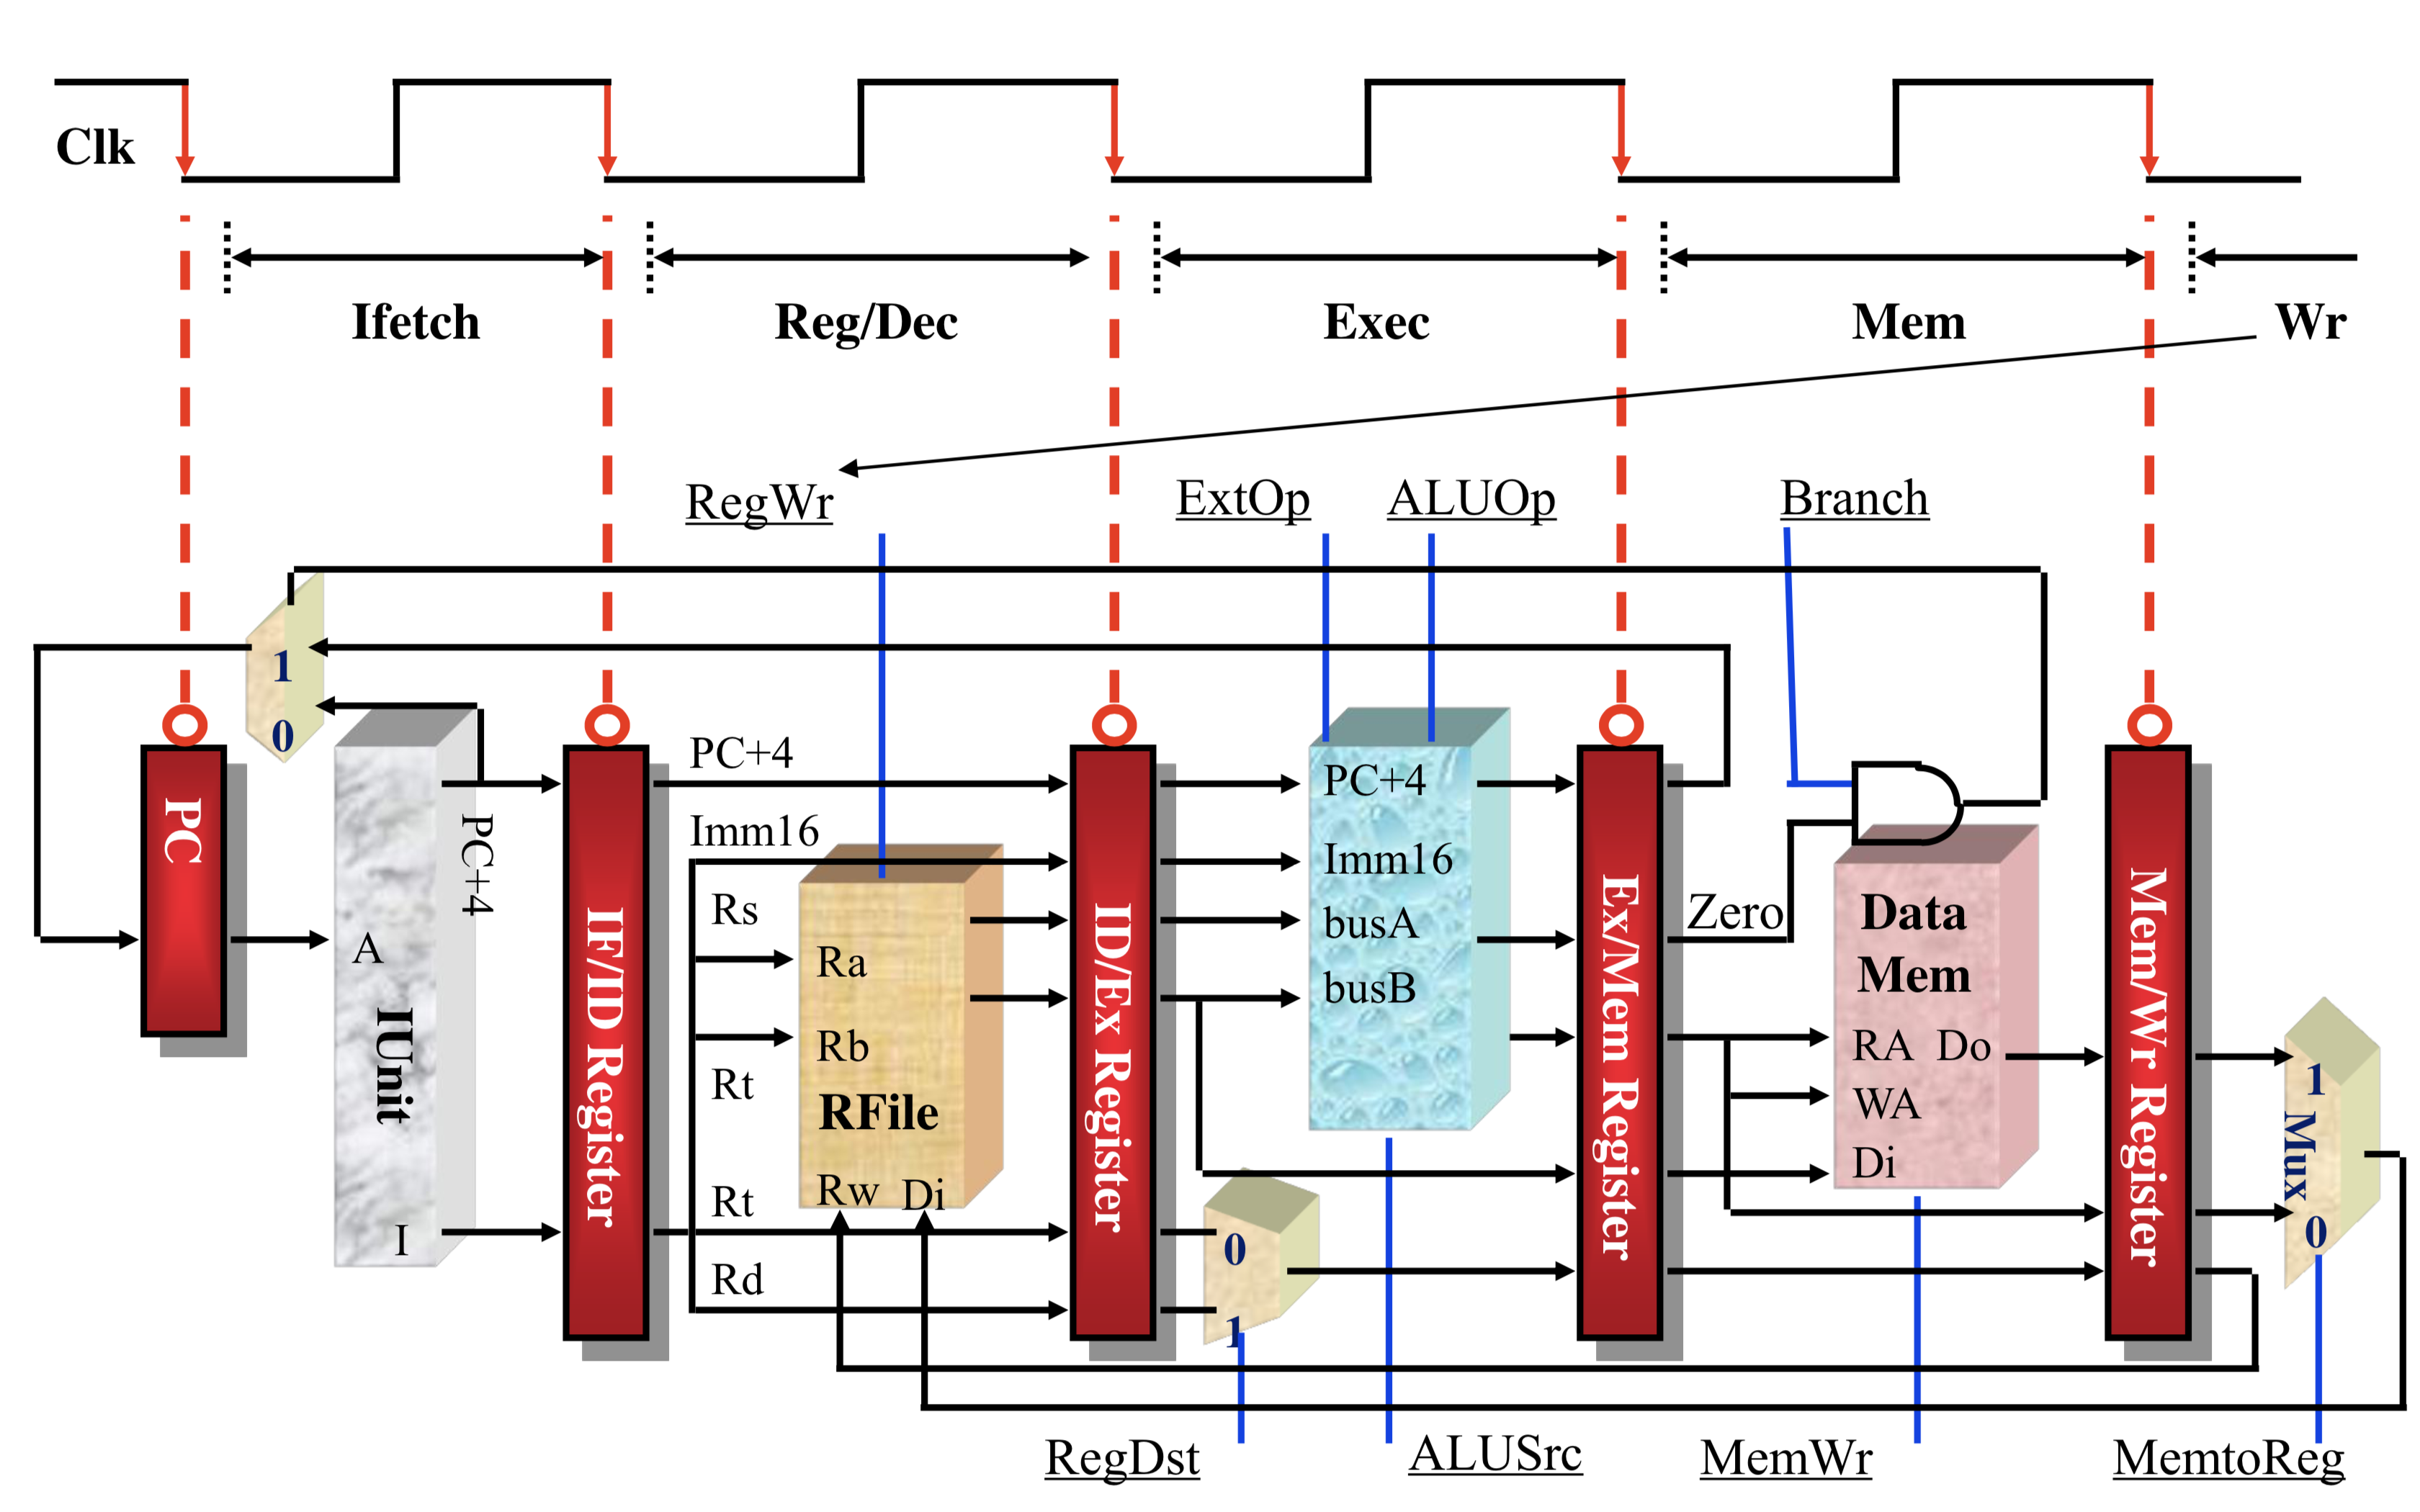 Clk
Ifetch
Reg/Dec
Exec
Mem
Wr
RegWr
ExtOp
ALUOp
Branch
1
0
PC
A
IUnit
I
PC+4
IF/ID Register
PC+4
Imm16
Rs
Rt
Rt
Rd
Ra
Rb
RFile
Rw Di
ID/Ex Register
0
1
PC+4
Imm16
busA
busB
Ex/Mem Register
Zero
Data
Mem
RA Do
WA
Di
Mem/Wr Register
1
Mux
0
RegDst
ALUSrc
MemWr
MemtoReg